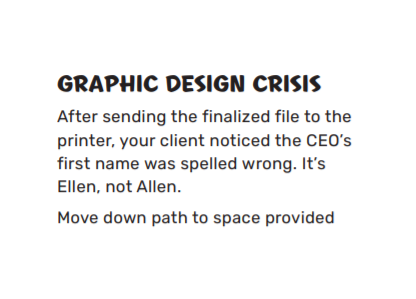 GRAPHIC DESIGN CRISIS
After sending the finalized file to the
printer, your client noticed the CEO’s
first name was spelled wrong. It’s
Ellen, not Allen.
Move down path to space provided